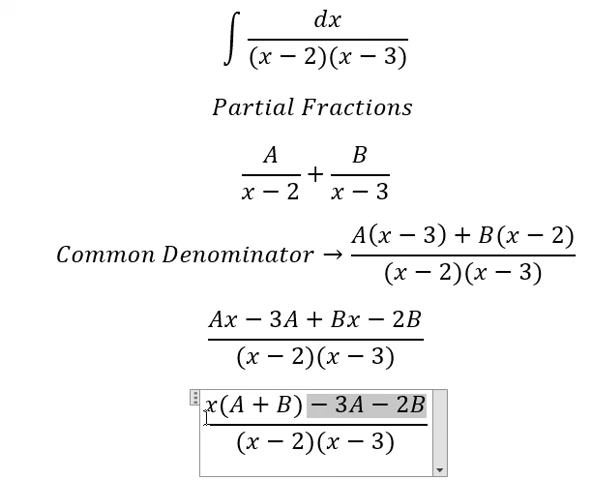 ∫ dx / (x − 2)(x − 3)
Partial Fractions
A / x − 2 + B / x − 3
Common Denominator → A(x − 3) + B(x − 2) / (x − 2)(x − 3)
Ax − 3A + Bx − 2B / (x − 2)(x − 3)
x(A + B) − 3A − 2B / (x − 2)(x − 3)